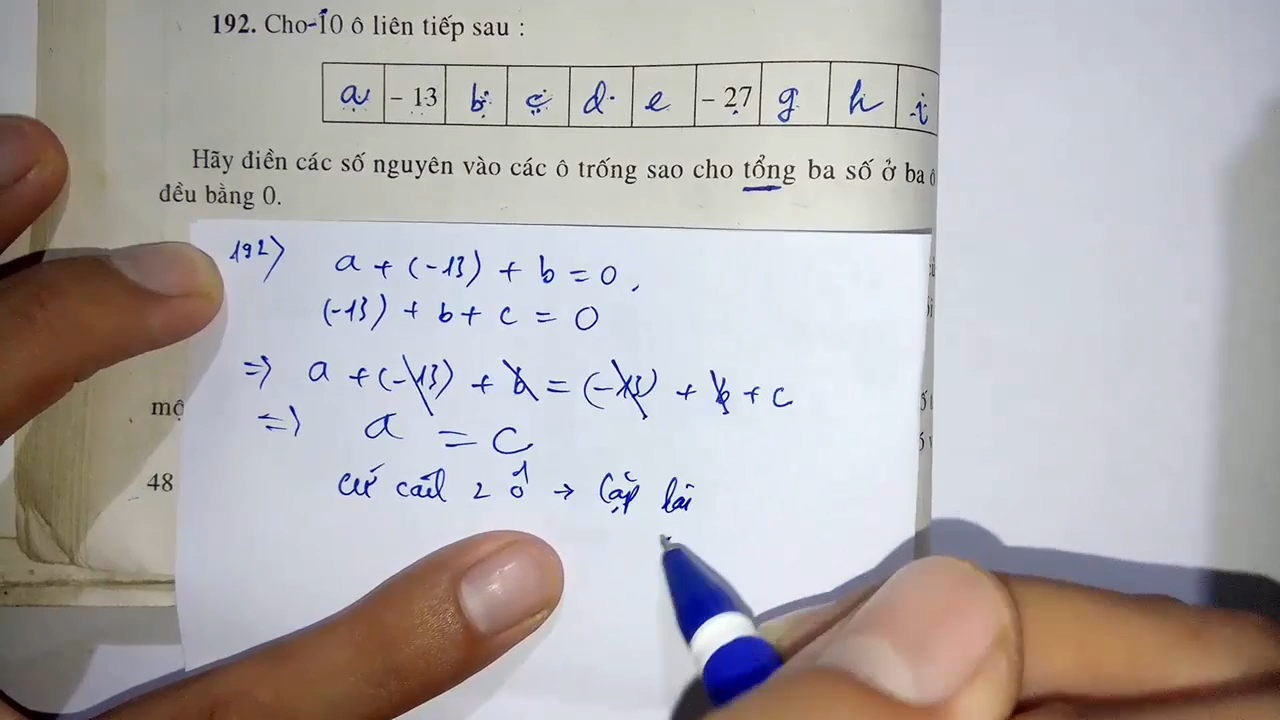 192. Cho 10 ô liên tiếp sau :
a - 13 b c d e - 27 g h i
Hãy điền các số nguyên vào các ô trống sao cho tổng ba số ở ba ô
đều bằng 0.
192) a + (-13) + b = 0,
(-13) + b + c = 0
=> a + (-13) + b = (-13) + b + c
mộ
=> a = c
48
cứ cách 2 ô → lặp lại